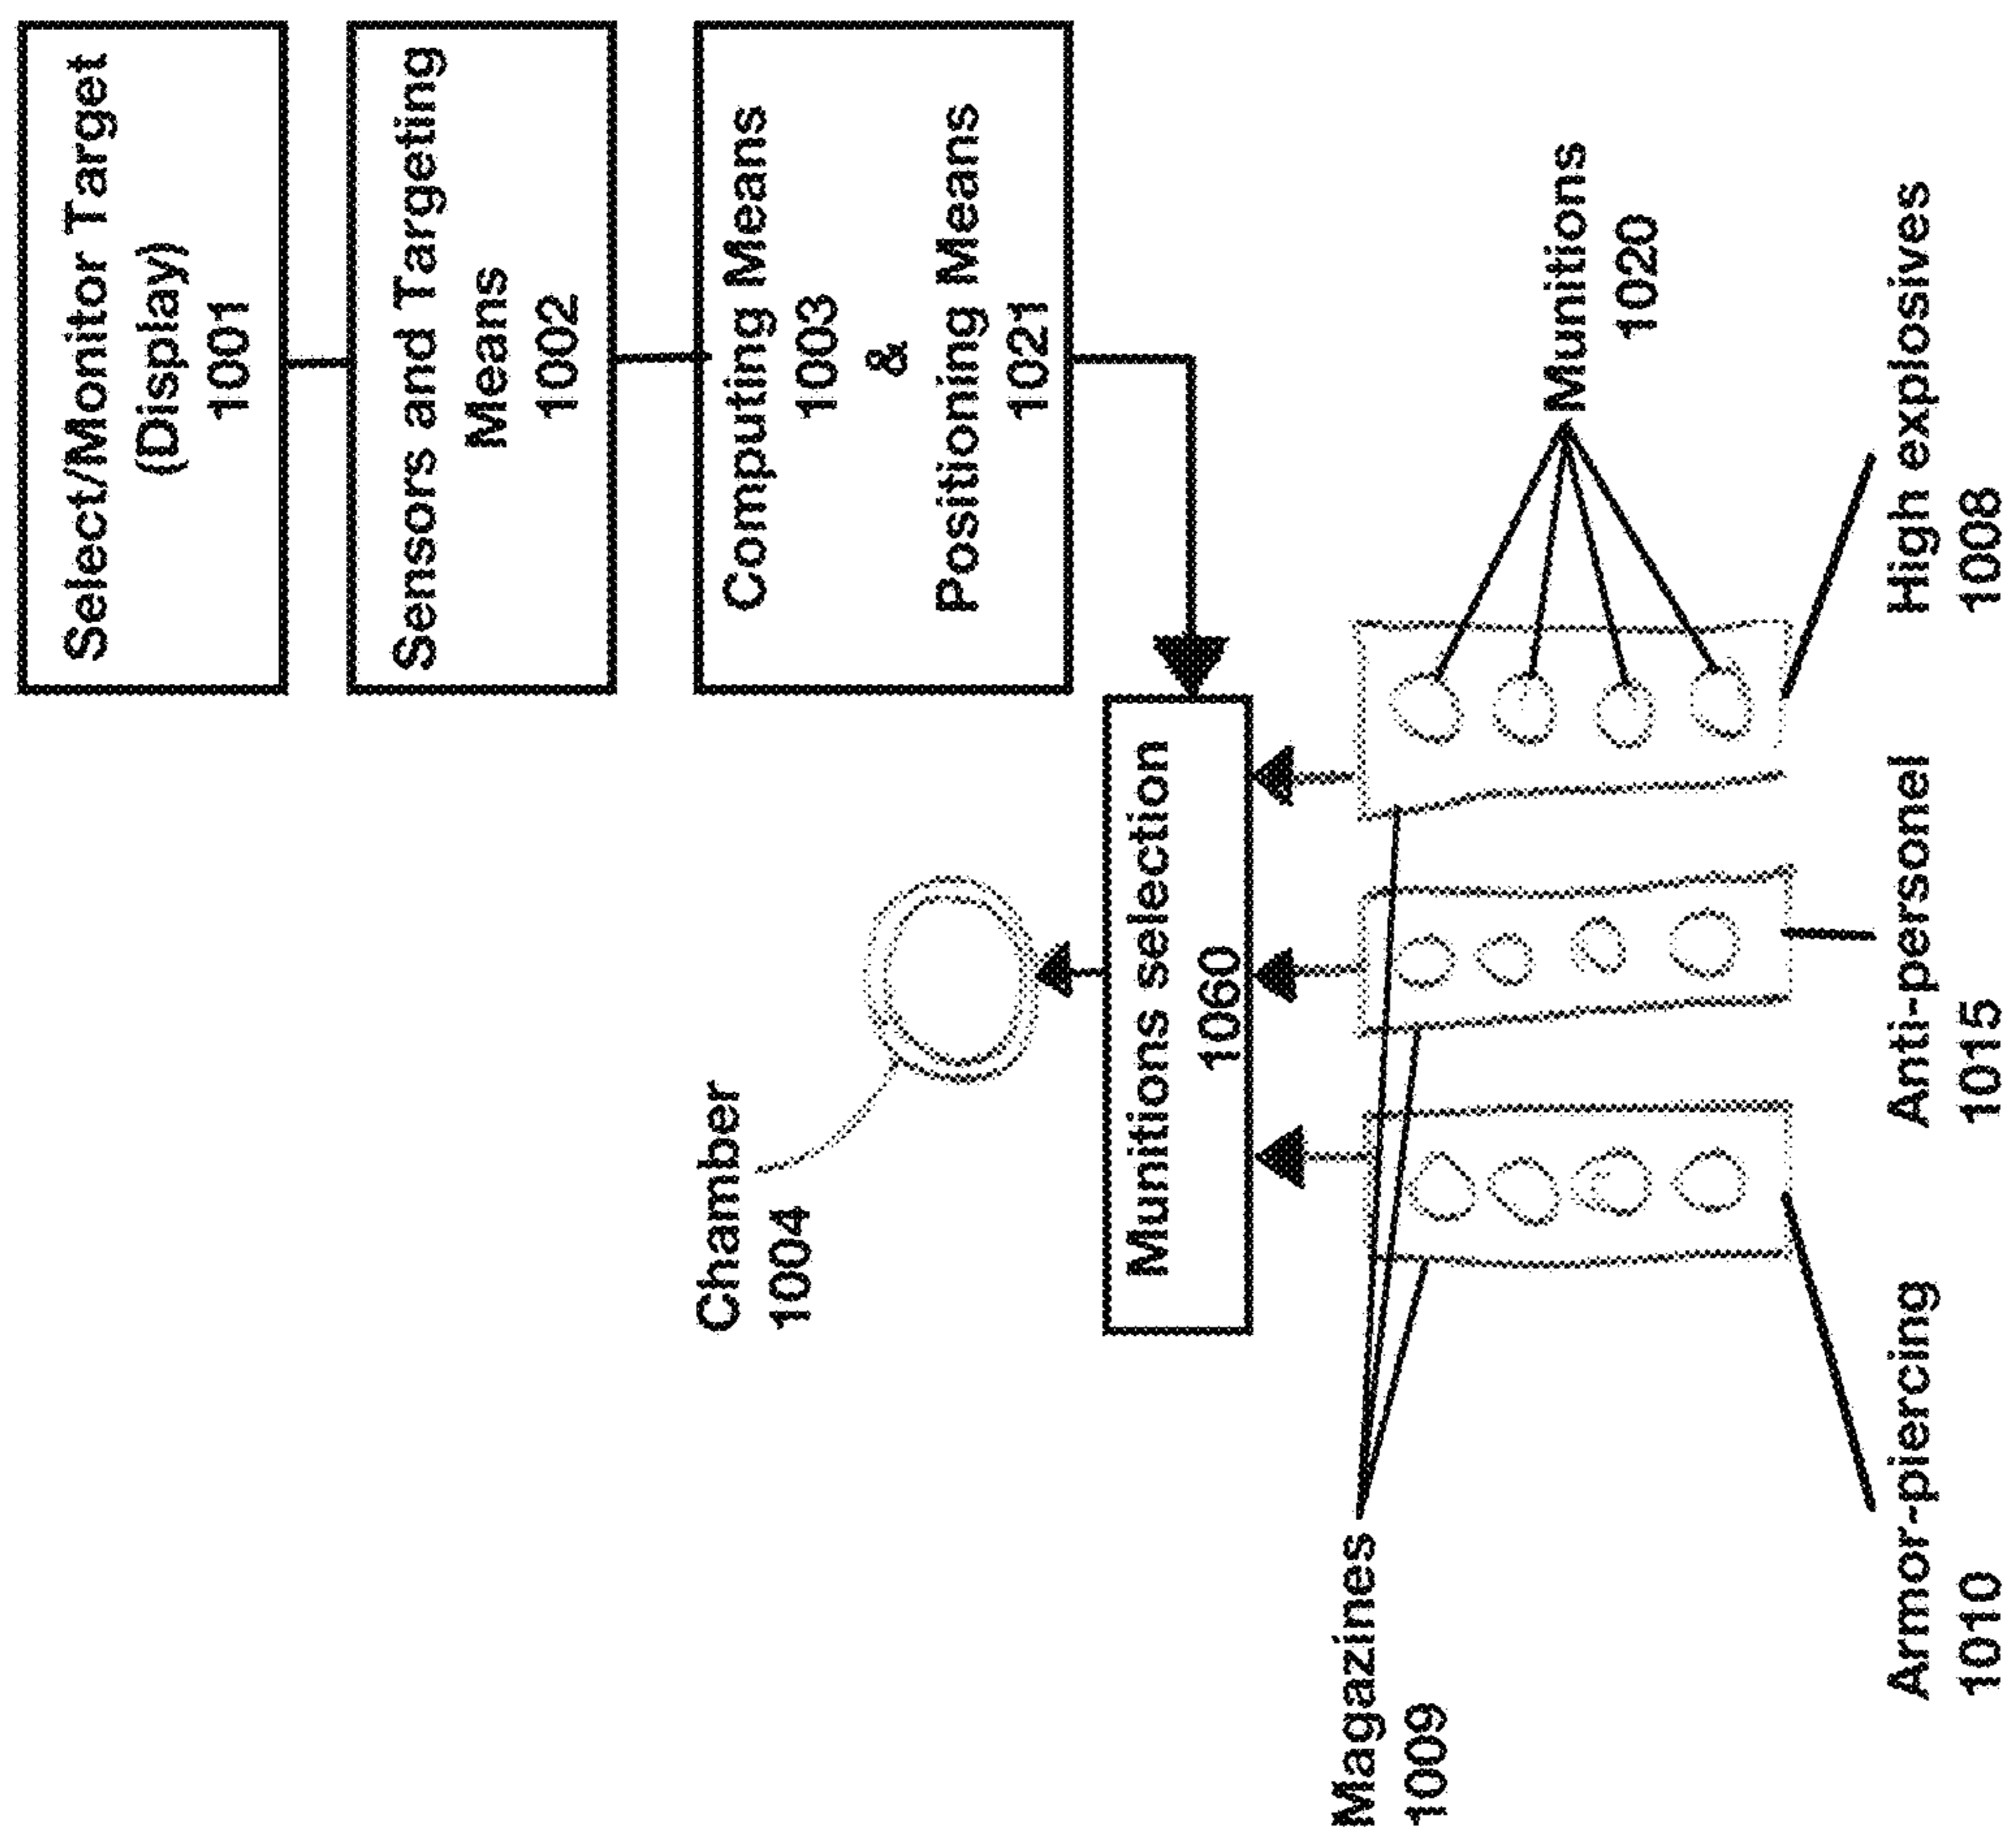 Select/Monitor Target
(Display)
1001
Sensors and Targeting
Means
1002
Computing Means
1003
&
Positioning Means
1021
Chamber
1004
Munitions selection
1060
Magazines
1009
Munitions
1020
Armor-piercing
1010
Anti-personel
1015
High explosives
1008